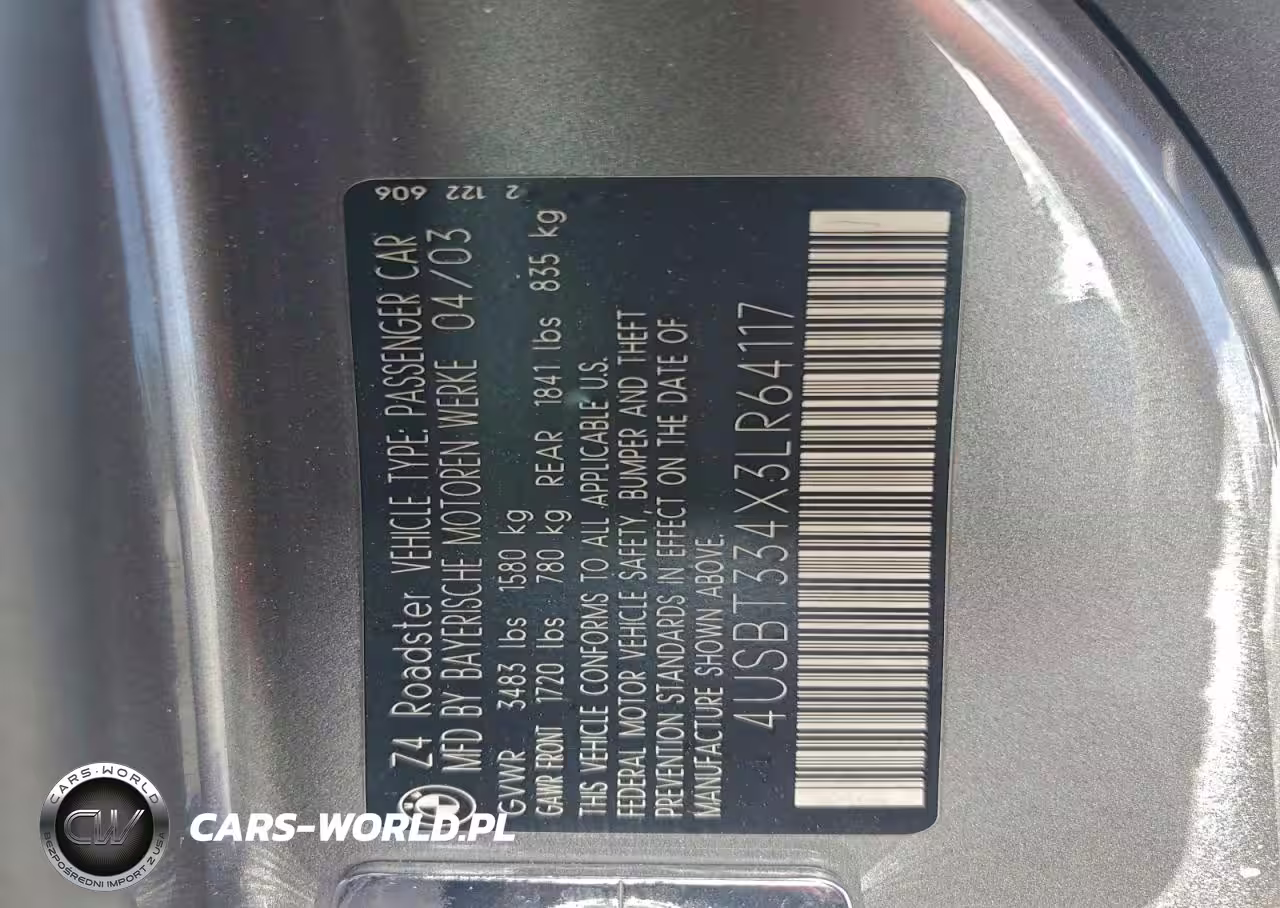 Z4 Roadster VEHICLE TYPE: PASSENGER CAR
MFD BY BAYERISCHE MOTOREN WERKE 04/03
GVWR 3483 lbs 1580 kg
GAWR FRONT 1720 lbs 780 kg REAR 1841 lbs 835 kg
THIS VEHICLE CONFORMS TO ALL APPLICABLE U.S.
FEDERAL MOTOR VEHICLE SAFETY, BUMPER AND THEFT
PREVENTION STANDARDS IN EFFECT ON THE DATE OF
MANUFACTURE SHOWN ABOVE.
4USBT334X3LR64117
2 122 606
CARS-WORLD
CW
BEZPOŚREDNI IMPORT Z USA
CARS-WORLD.PL